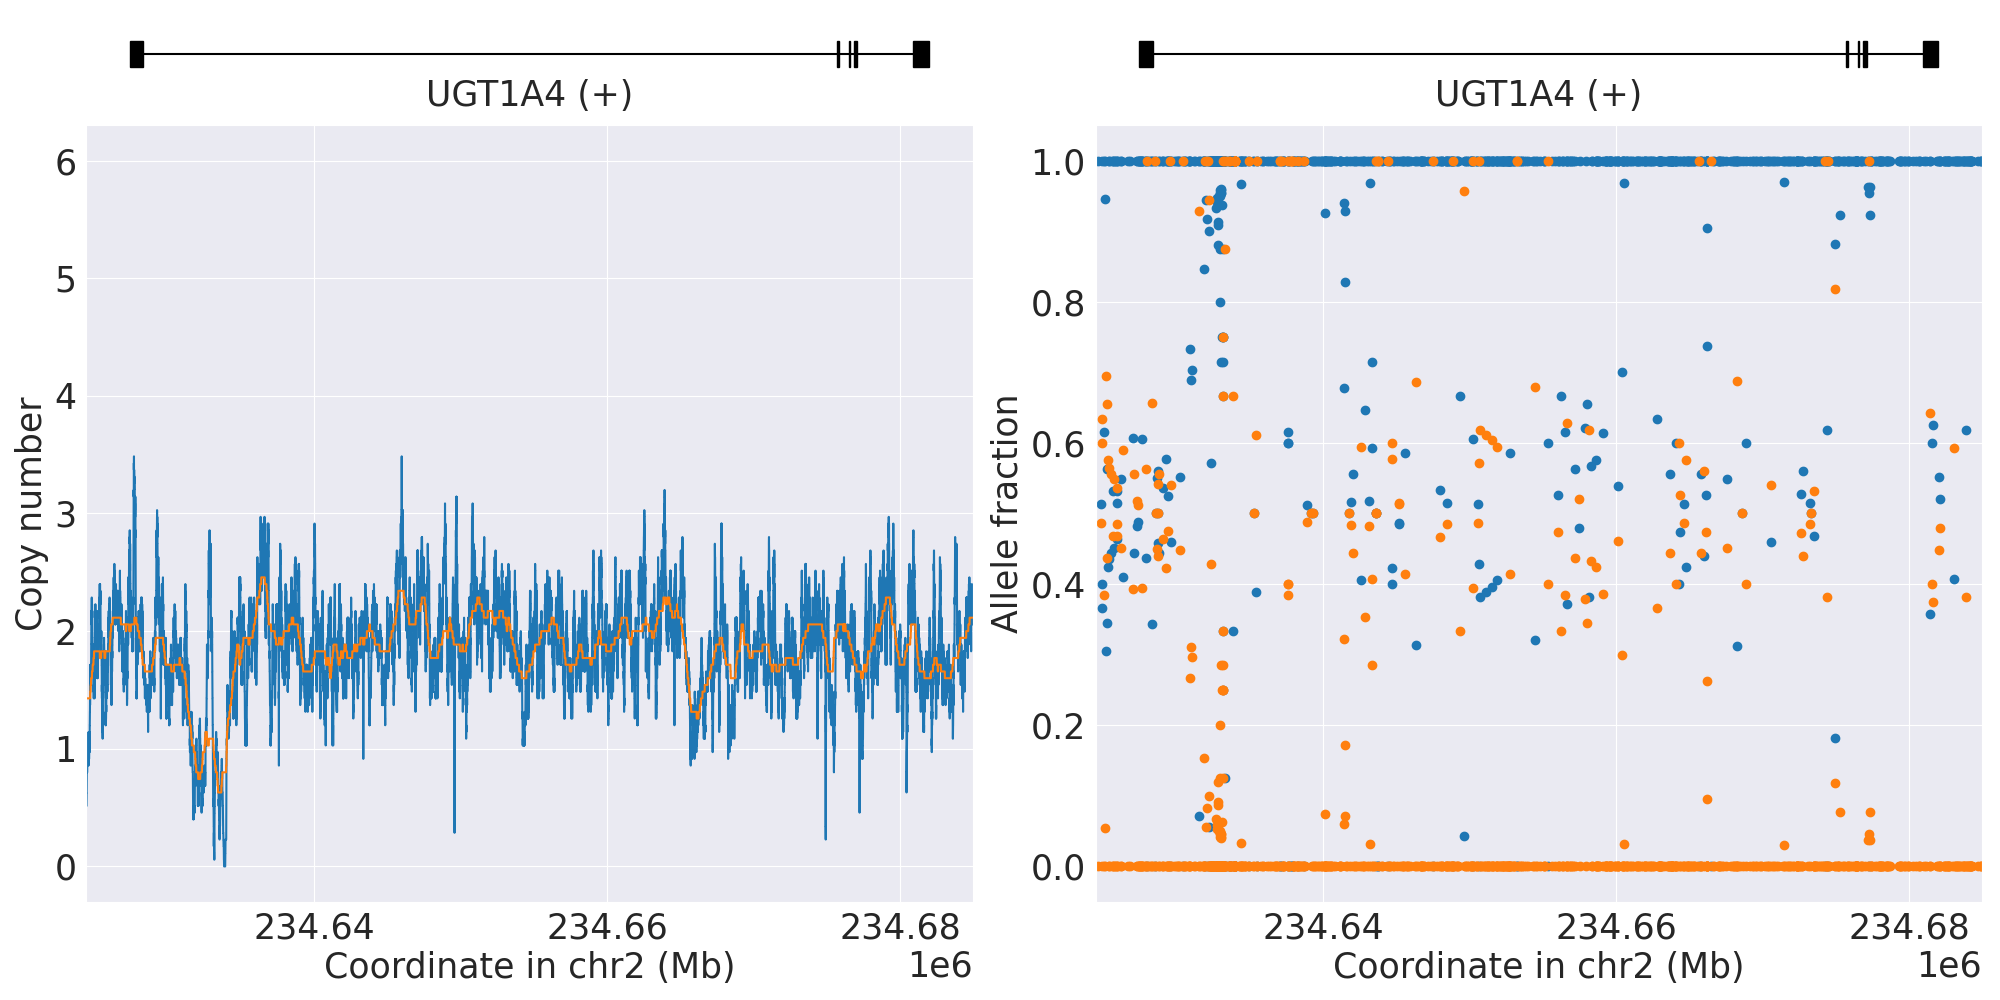 UGT1A4 (+)
Copy number
6
5
4
3
2
1
0
234.64
234.66
234.68
1e6
Coordinate in chr2 (Mb)
UGT1A4 (+)
Allele fraction
1.0
0.8
0.6
0.4
0.2
0.0
234.64
234.66
234.68
1e6
Coordinate in chr2 (Mb)